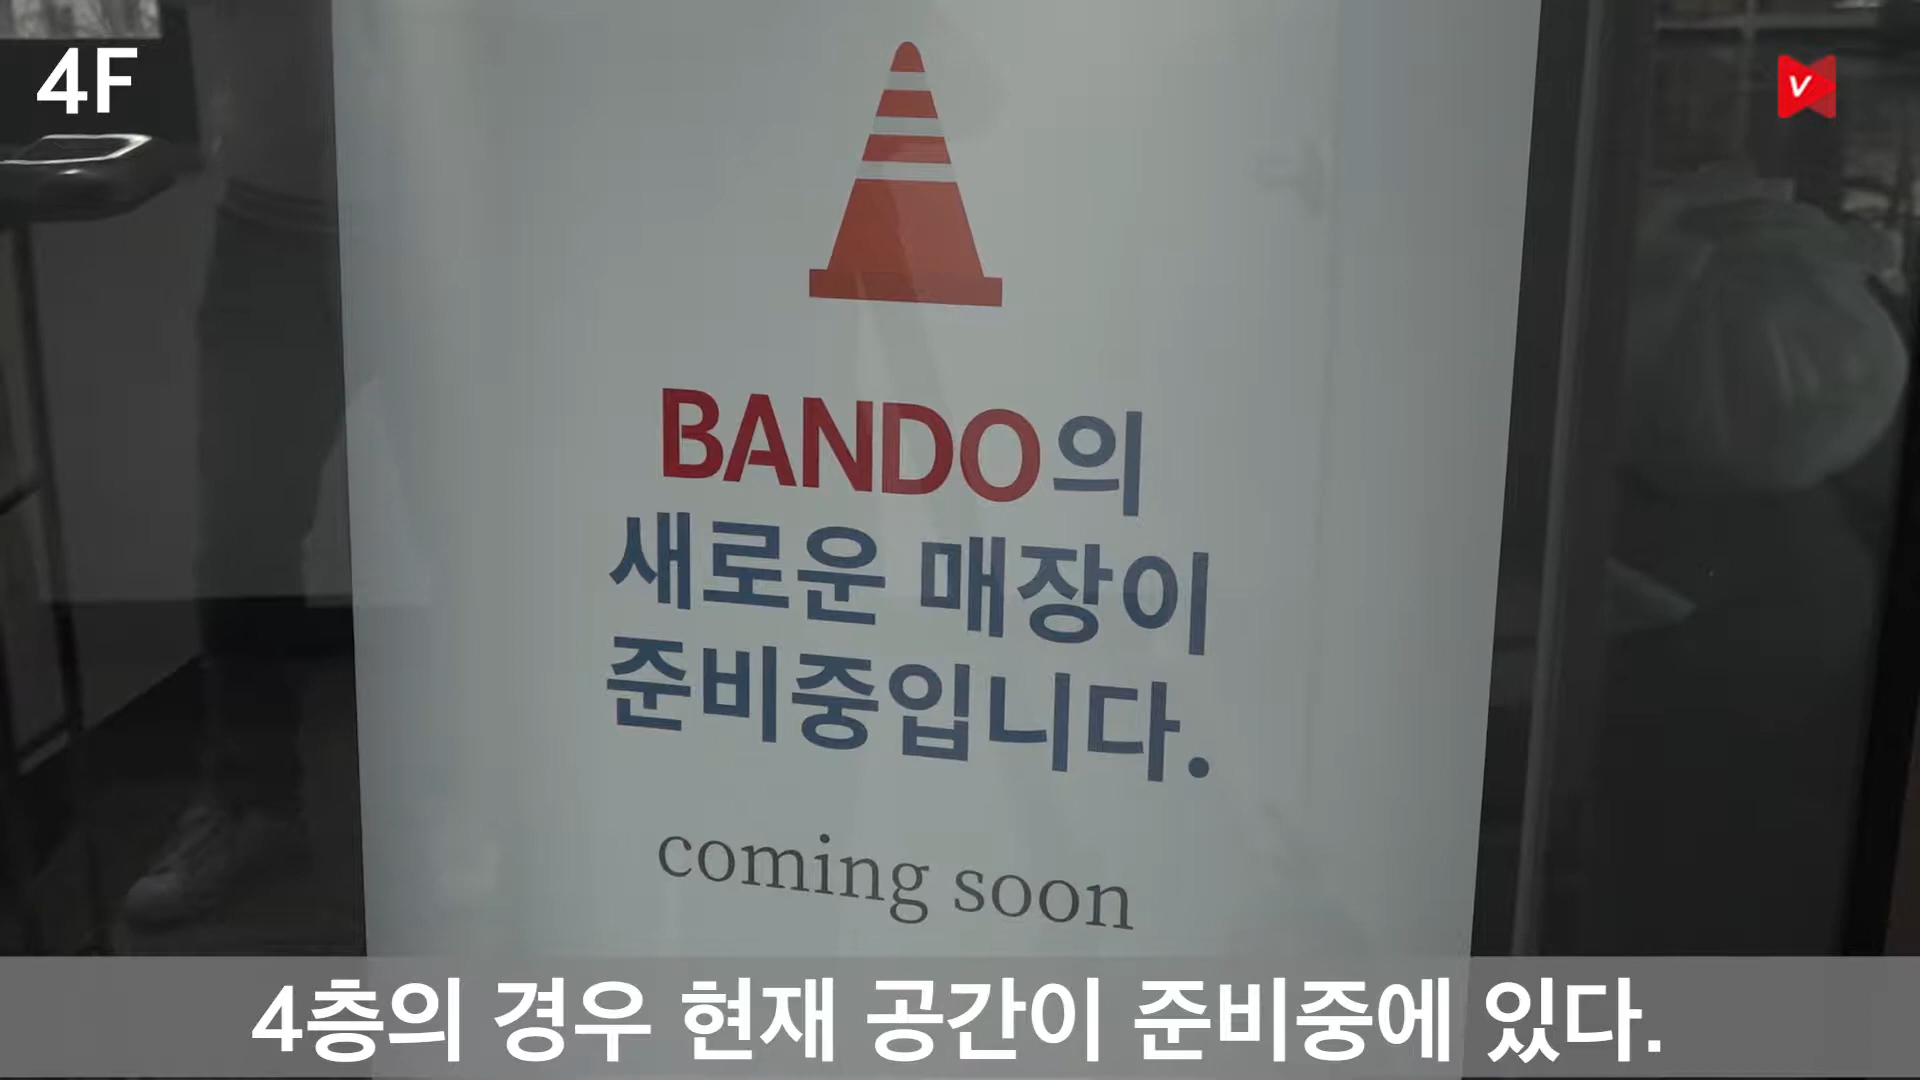 4F
V
BANDO의
새로운 매장이
준비중입니다.
coming soon
4층의 경우 현재 공간이 준비중에 있다.